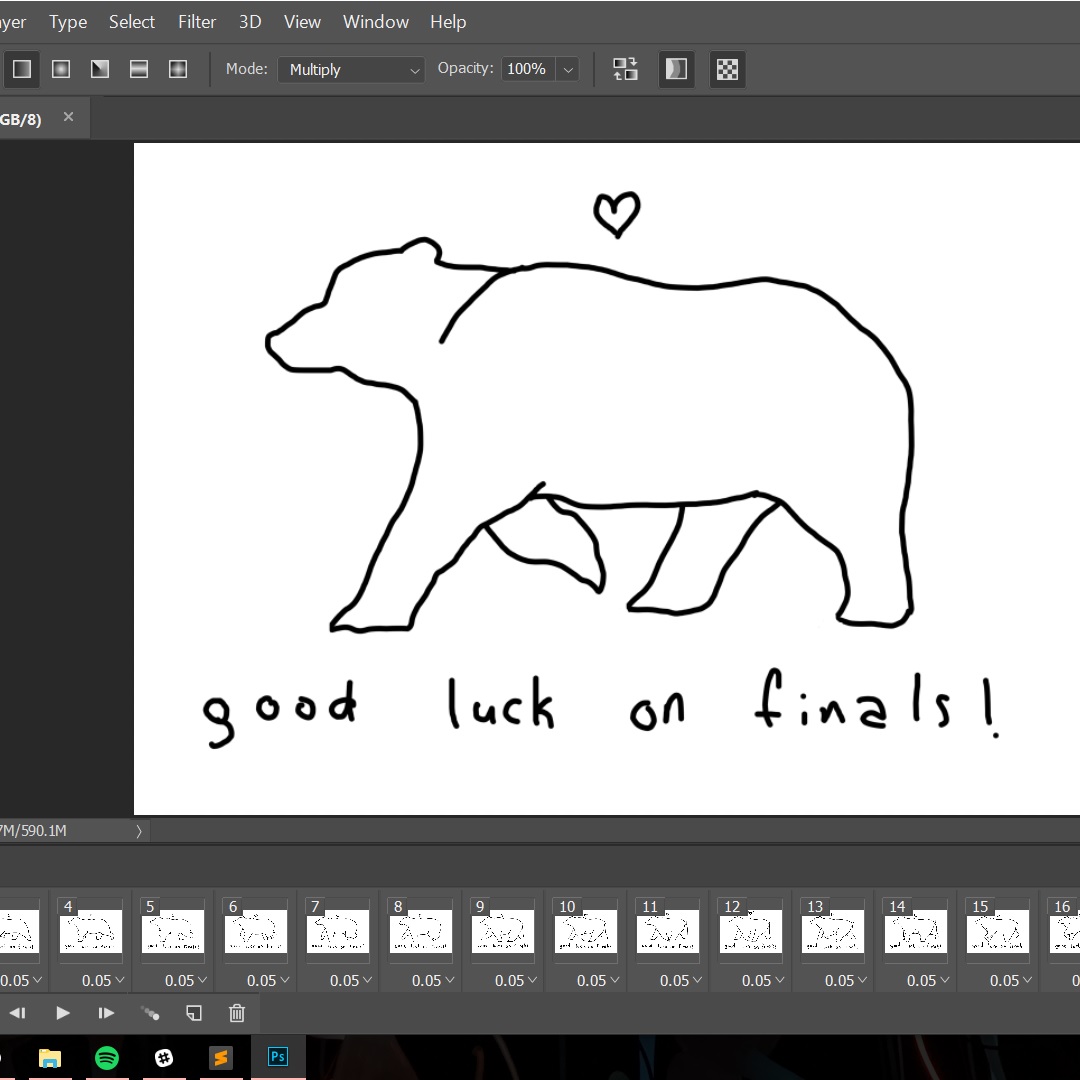 yer Type Select Filter 3D View Window Help
Mode: Multiply Opacity: 100%
GB/8) ×
good luck on finals!
7M/590.1M
4 5 6 7 8 9 10 11 12 13 14 15 16
0.05 0.05 0.05 0.05 0.05 0.05 0.05 0.05 0.05 0.05 0.05 0.05 0.05 0
Ps